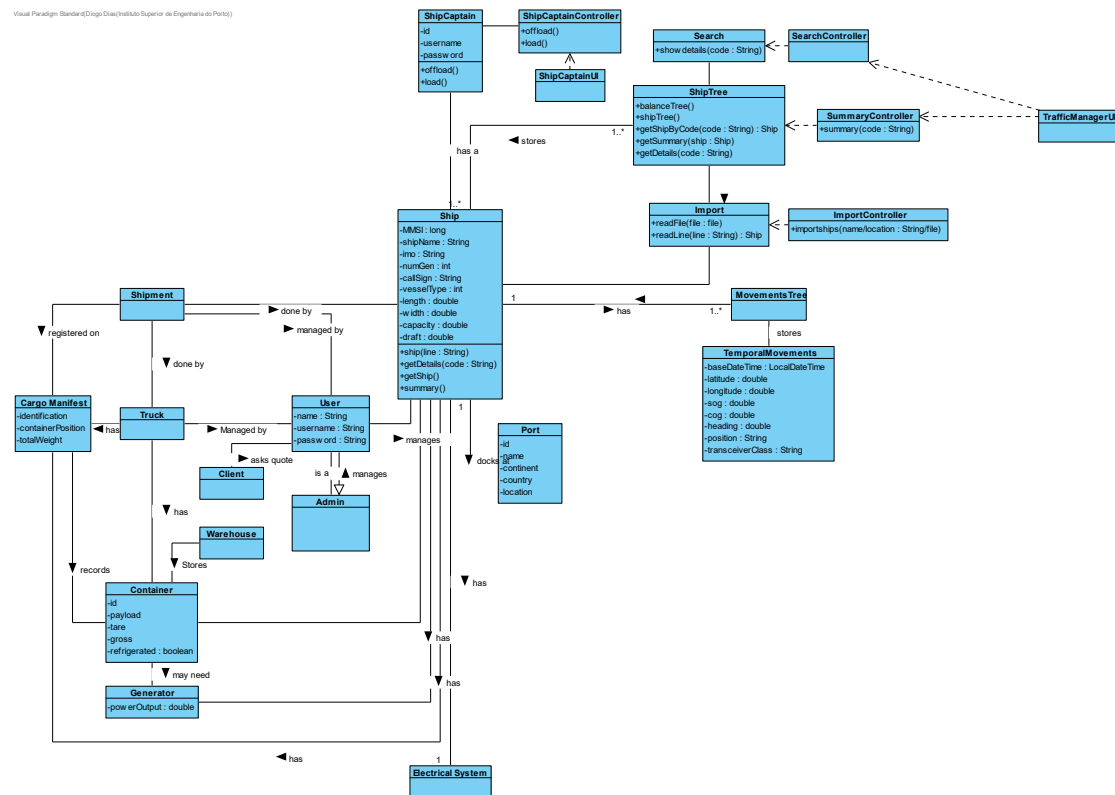 Visual Paradigm Standard(Diogo Dias(Instituto Superior de Engenharia do Porto))
ShipCaptain
-id
-username
-password
+offload()
+load()
ShipCaptainController
+offload()
+load()
ShipCaptainUI
Search
+showdetails(code : String)
SearchController
ShipTree
+balanceTree()
+shipTree()
+getShipByCode(code : String) : Ship
+getSummary(ship : Ship)
+getDetails(code : String)
SummaryController
+summary(code : String)
TrafficManagerUI
1..*
stores
has a
1..*
Import
+readFile(file : file)
+readLine(line : String) : Ship
ImportController
+importships(name/location : String/file)
Ship
-MMSI : long
-shipName : String
-imo : String
-numGen : int
-callSign : String
-vesselType : int
-length : double
-width : double
-capacity : double
-draft : double
+ship(line : String)
+getDetails(code : String)
+getShip()
+summary()
Shipment
done by
managed by
registered on
done by
1
has
1..*
MovementsTree
stores
TemporalMovements
-baseDateTime : LocalDateTime
-latitude : double
-longitude : double
-sog : double
-cog : double
-heading : double
-position : String
-transceiverClass : String
Cargo Manifest
-identification
-containerPosition
-totalWeight
has
Truck
Managed by
User
-name : String
-username : String
-password : String
manages
1
docks at
Port
-id
-name
-continent
-country
-location
asks quote
Client
is a
manages
Admin
has
Warehouse
Stores
records
Container
-id
-payload
-tare
-gross
-refrigerated : boolean
may need
Generator
-powerOutput : double
has
has
has
has
1
Electrical System